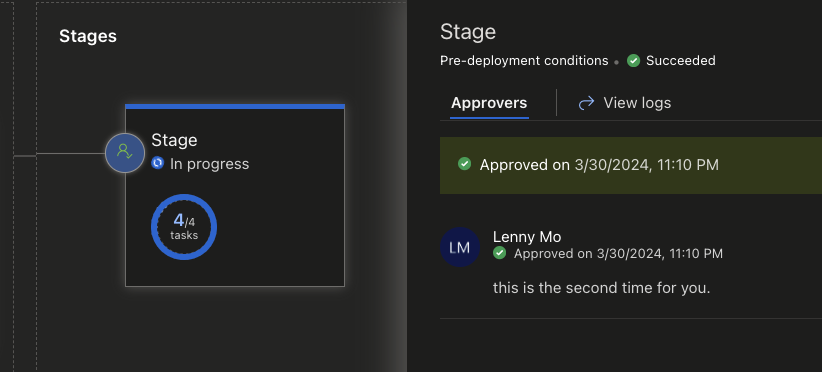 Stages
Stage
In progress
4/4
tasks
Stage
Pre-deployment conditions • Succeeded
Approvers
View logs
Approved on 3/30/2024, 11:10 PM
LM
Lenny Mo
Approved on 3/30/2024, 11:10 PM
this is the second time for you.